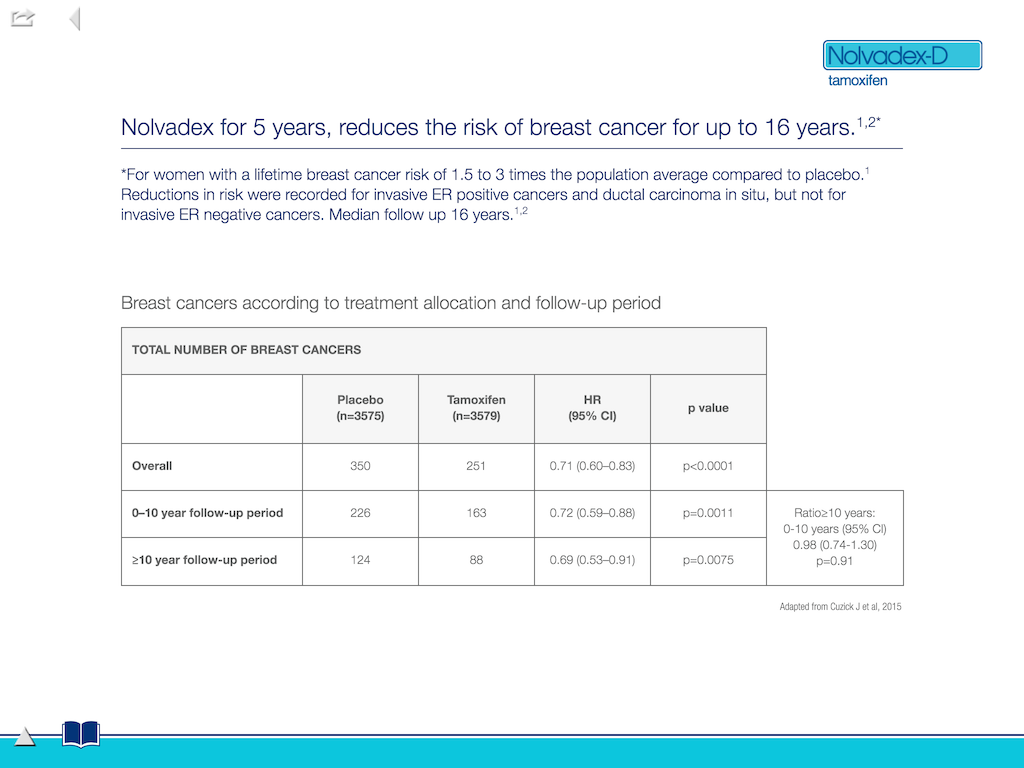 Nolvadex-D
tamoxifen
Nolvadex for 5 years, reduces the risk of breast cancer for up to 16 years.1,2*
*For women with a lifetime breast cancer risk of 1.5 to 3 times the population average compared to placebo.1
Reductions in risk were recorded for invasive ER positive cancers and ductal carcinoma in situ, but not for
invasive ER negative cancers. Median follow up 16 years.1,2
Breast cancers according to treatment allocation and follow-up period
TOTAL NUMBER OF BREAST CANCERS
Placebo (n=3575) Tamoxifen (n=3579) HR (95% CI) p value
Overall 350 251 0.71 (0.60–0.83) p<0.0001
0–10 year follow-up period 226 163 0.72 (0.59–0.88) p=0.0011
≥10 year follow-up period 124 88 0.69 (0.53–0.91) p=0.0075
Ratio≥10 years:
0-10 years (95% CI)
0.98 (0.74-1.30)
p=0.91
Adapted from Cuzick J et al, 2015